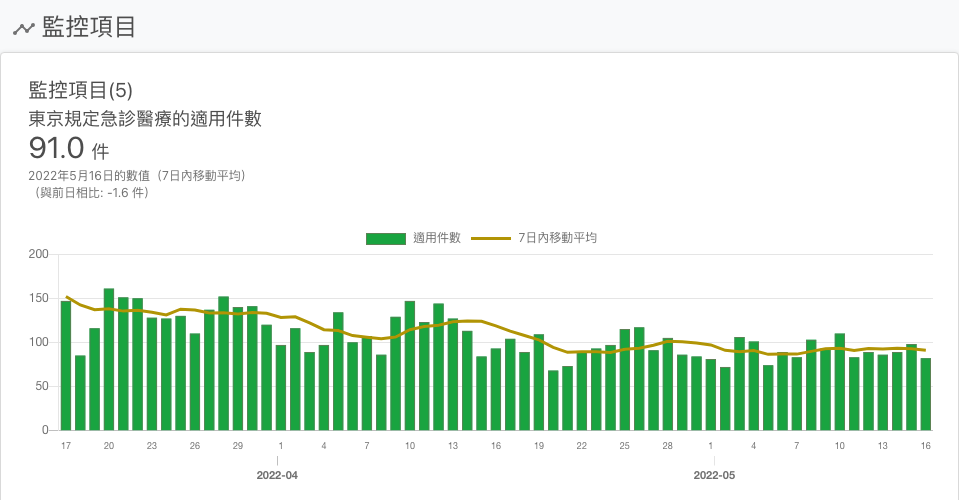 監控項目
監控項目(5)
東京規定急診醫療的適用件數
91.0 件
2022年5月16日的數值（7日內移動平均）
（與前日相比: -1.6 件）
適用件數 7日內移動平均
200
150
100
50
0
17 20 23 26 29 1 4 7 10 13 16 19 22 25 28 1 4 7 10 13 16
2022-04 2022-05